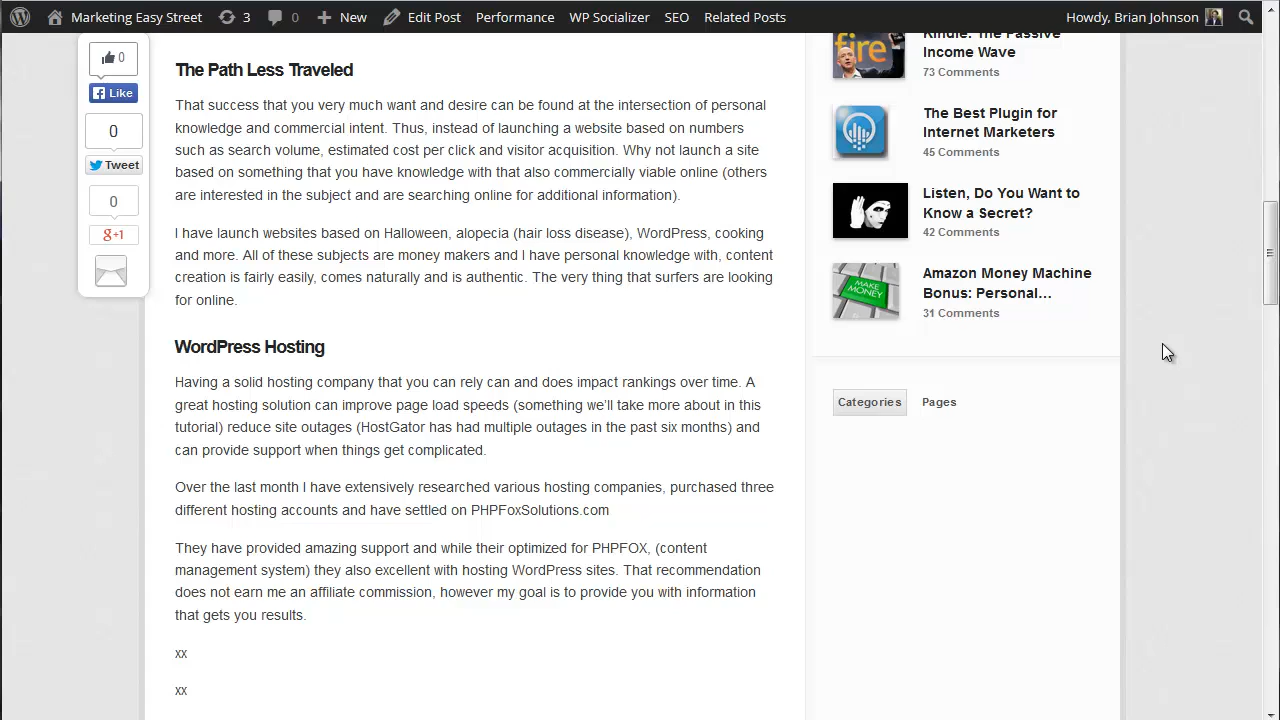 Marketing Easy Street 3 0 New Edit Post Performance WP Socializer SEO Related Posts Howdy, Brian Johnson
0
Like
0
Tweet
0
g+1
The Path Less Traveled
That success that you very much want and desire can be found at the intersection of personal
knowledge and commercial intent. Thus, instead of launching a website based on numbers
such as search volume, estimated cost per click and visitor acquisition. Why not launch a site
based on something that you have knowledge with that also commercially viable online (others
are interested in the subject and are searching online for additional information).
I have launch websites based on Halloween, alopecia (hair loss disease), WordPress, cooking
and more. All of these subjects are money makers and I have personal knowledge with, content
creation is fairly easily, comes naturally and is authentic. The very thing that surfers are looking
for online.
WordPress Hosting
Having a solid hosting company that you can rely can and does impact rankings over time. A
great hosting solution can improve page load speeds (something we'll take more about in this
tutorial) reduce site outages (HostGator has had multiple outages in the past six months) and
can provide support when things get complicated.
Over the last month I have extensively researched various hosting companies, purchased three
different hosting accounts and have settled on PHPFoxSolutions.com
They have provided amazing support and while their optimized for PHPFOX, (content
management system) they also excellent with hosting WordPress sites. That recommendation
does not earn me an affiliate commission, however my goal is to provide you with information
that gets you results.
xx
xx
fire
Kindle: The Passive
Income Wave
73 Comments
The Best Plugin for
Internet Marketers
45 Comments
Listen, Do You Want to
Know a Secret?
42 Comments
MAKE
MONEY
Amazon Money Machine
Bonus: Personal...
31 Comments
Categories Pages